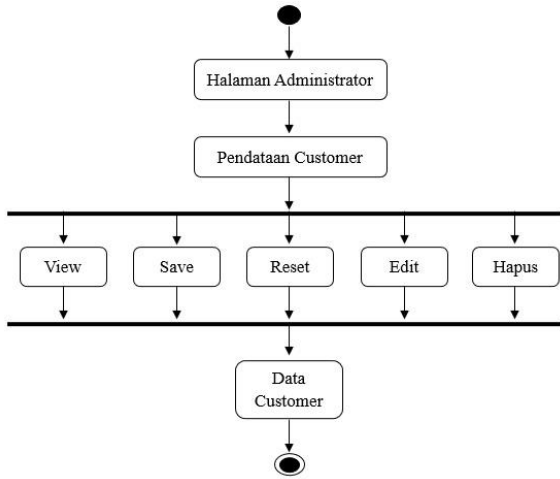 Halaman Administrator
Pendataan Customer
View
Save
Reset
Edit
Hapus
Data
Customer